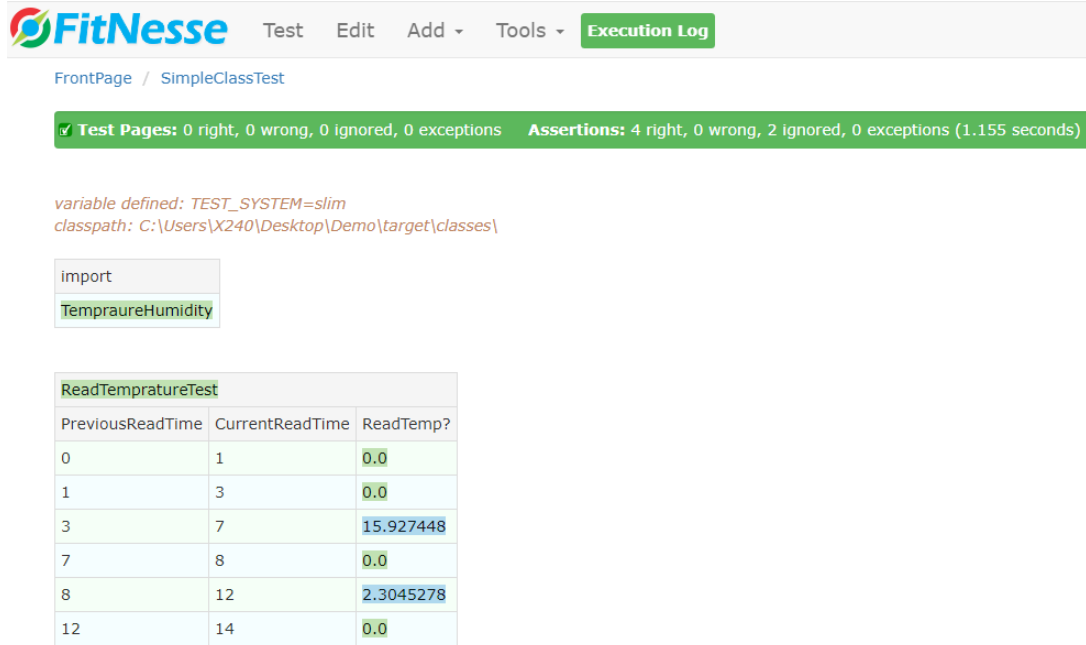 FitNesse Test Edit Add Tools Execution Log
FrontPage / SimpleClassTest
Test Pages: 0 right, 0 wrong, 0 ignored, 0 exceptions Assertions: 4 right, 0 wrong, 2 ignored, 0 exceptions (1.155 seconds)
variable defined: TEST_SYSTEM=slim
classpath: C:\Users\X240\Desktop\Demo\target\classes\
import
TempraureHumidity
ReadTempratureTest
PreviousReadTime CurrentReadTime ReadTemp?
0 1 0.0
1 3 0.0
3 7 15.927448
7 8 0.0
8 12 2.3045278
12 14 0.0